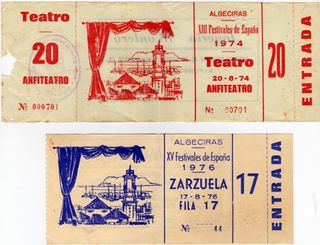 Teatro
20
ANFITEATRO
№ 000701
ALGECIRAS
XIII Festivales de España
1974
Teatro
20-8-74
ANFITEATRO
№ 00701
20
ENTRADA
ALGECIRAS
XV Festivales de España
1976
ZARZUELA
17-8-76
FILA 17
№ 44
17
ENTRADA